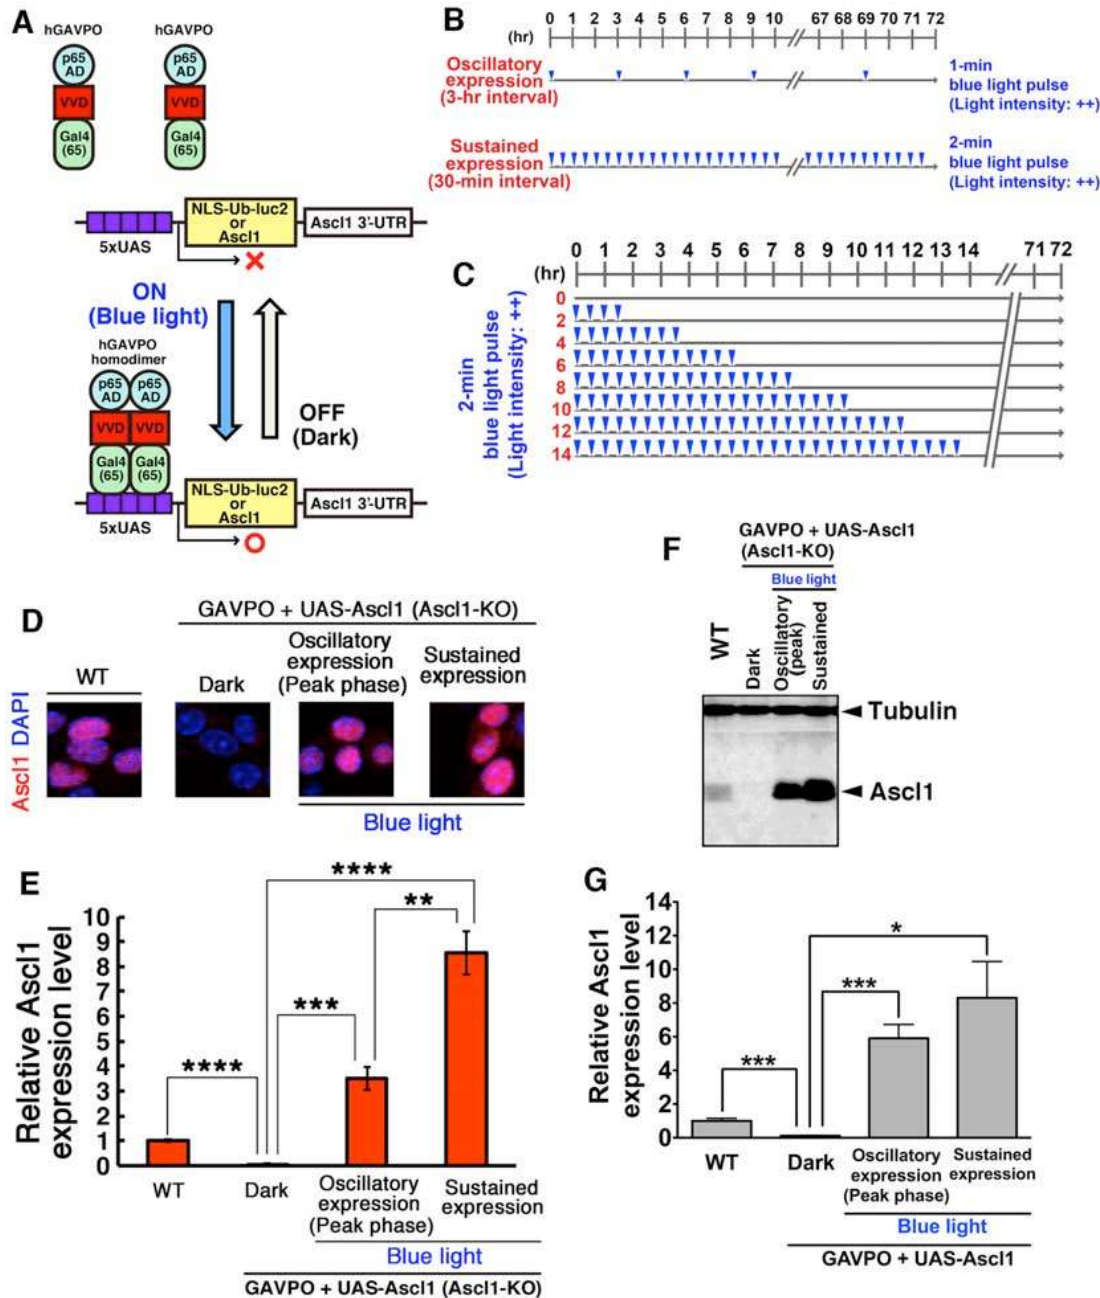 A
hGAVPO
hGAVPO
p65
AD
p65
AD
VVD
VVD
Gal4
(65)
Gal4
(65)
NLS-Ub-luc2
or
Ascl1
Ascl1 3'-UTR
5xUAS
ON
(Blue light)
hGAVPO
homodimer
p65
AD
p65
AD
VVD
VVD
Gal4
(65)
Gal4
(65)
OFF
(Dark)
NLS-Ub-luc2
or
Ascl1
Ascl1 3'-UTR
5xUAS
B
0 1 2 3 4 5 6 7 8 9 10 67 68 69 70 71 72
(hr)
Oscillatory
expression
(3-hr interval)
1-min
blue light pulse
(Light intensity: ++)
Sustained
expression
(30-min interval)
2-min
blue light pulse
(Light intensity: ++)
C
0 1 2 3 4 5 6 7 8 9 10 11 12 13 14 71 72
(hr)
2-min
blue light pulse
(Light intensity: ++)
0
2
4
6
8
10
12
14
D
GAVPO + UAS-Ascl1 (Ascl1-KO)
WT
Dark
Oscillatory
expression
(Peak phase)
Sustained
expression
Ascl1 DAPI
Blue light
F
GAVPO + UAS-Ascl1
(Ascl1-KO)
Blue light
WT
Dark
Oscillatory
(peak)
Sustained
Tubulin
Ascl1
E
Relative Ascl1
expression level
10
9
8
7
6
5
4
3
2
1
0
****
**
***
****
WT
Dark
Oscillatory
expression
(Peak phase)
Sustained
expression
Blue light
GAVPO + UAS-Ascl1 (Ascl1-KO)
G
Relative Ascl1
expression level
14
12
10
8
6
4
2
0
*
***
***
WT
Dark
Oscillatory
expression
(Peak phase)
Sustained
expression
Blue light
GAVPO + UAS-Ascl1